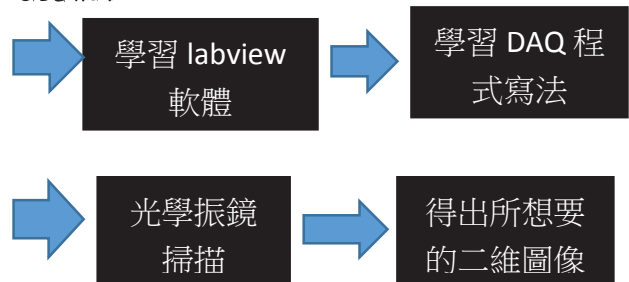 學習 labview
軟體
學習 DAQ 程
式寫法
光學振鏡
掃描
得出所想要
的二維圖像